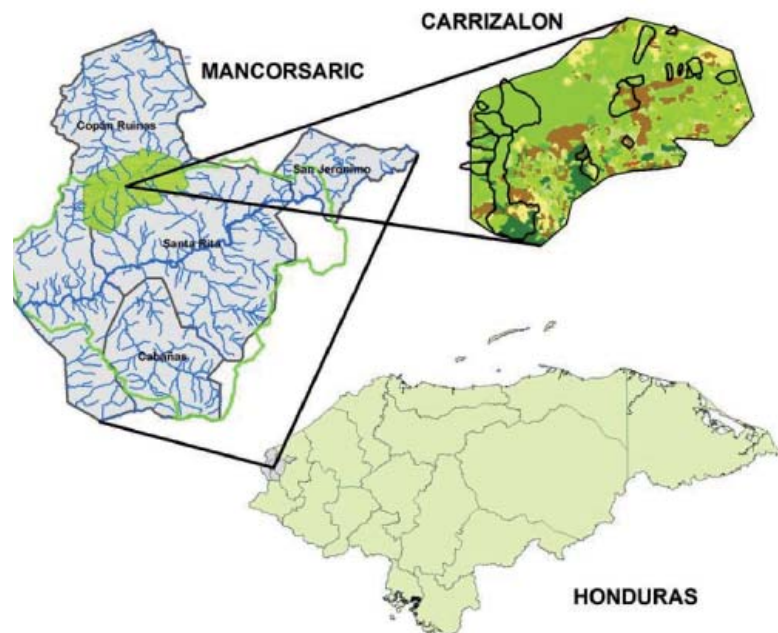 CARRIZALON
MANCORSARIC
Copán Ruinas
San Jerónimo
Santa Rita
Cabañas
HONDURAS